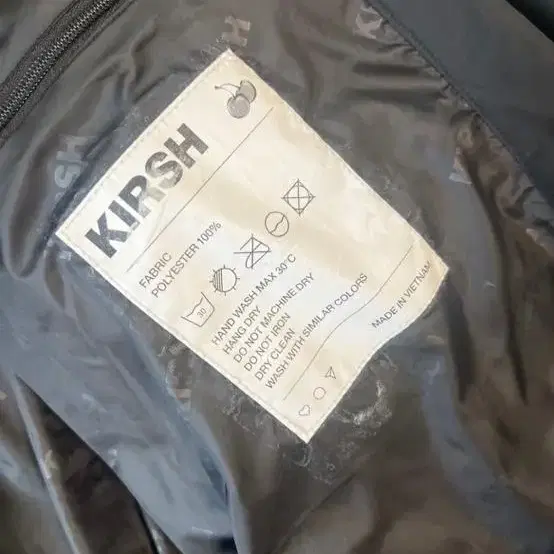 KIRSH
FABRIC
POLYESTER 100%
30
HAND WASH MAX 30°C
HANG DRY
DO NOT MACHINE DRY
DO NOT IRON
DRY CLEAN
WASH WITH SIMILAR COLORS
MADE IN VIETNAM